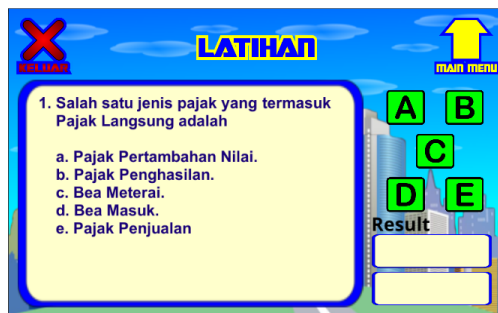 LATIHAN
KELUAR
MAIN MENU
1. Salah satu jenis pajak yang termasuk
Pajak Langsung adalah
a. Pajak Pertambahan Nilai.
b. Pajak Penghasilan.
c. Bea Meterai.
d. Bea Masuk.
e. Pajak Penjualan
A B
C
D E
Result